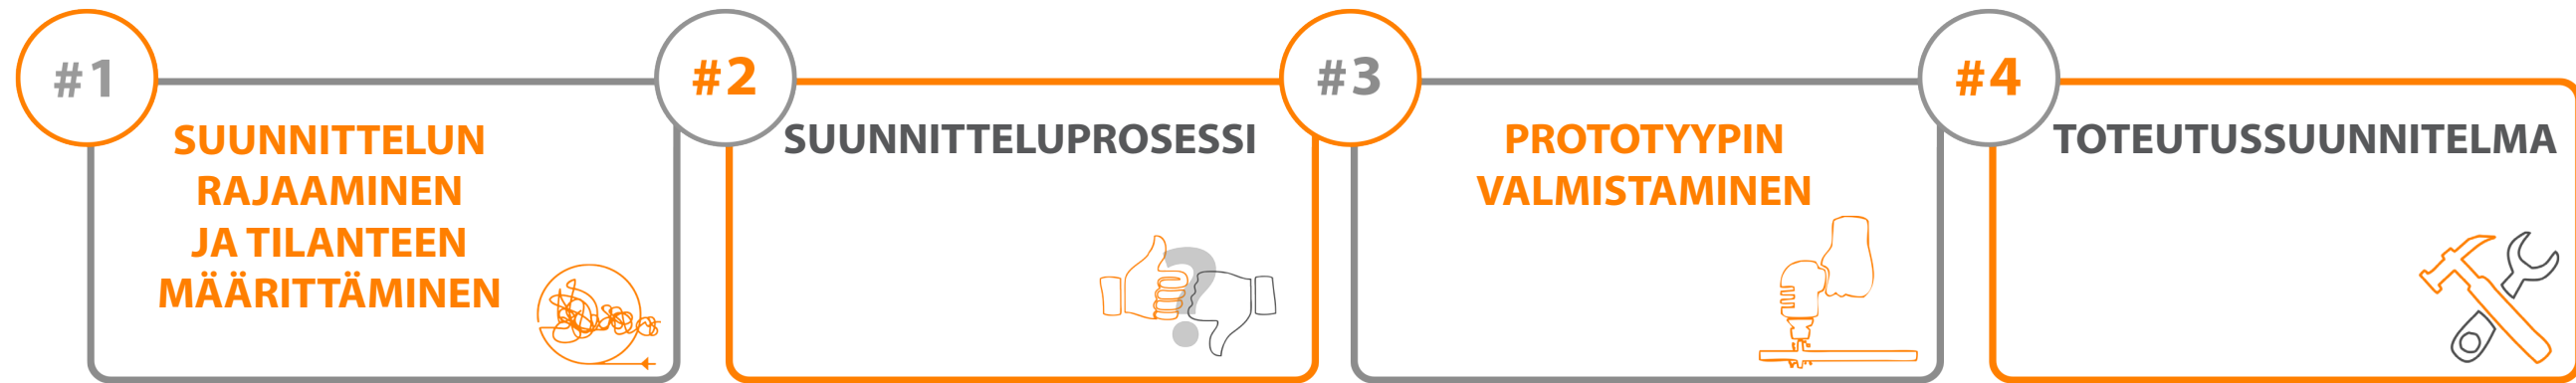 #1
SUUNNITTELUN
RAJAAMINEN
JA TILANTEEN
MÄÄRITTÄMINEN
#2
SUUNNITTELUPROSESSI
?
#3
PROTOTYYPIN
VALMISTAMINEN
#4
TOTEUTUSSUUNNITELMA